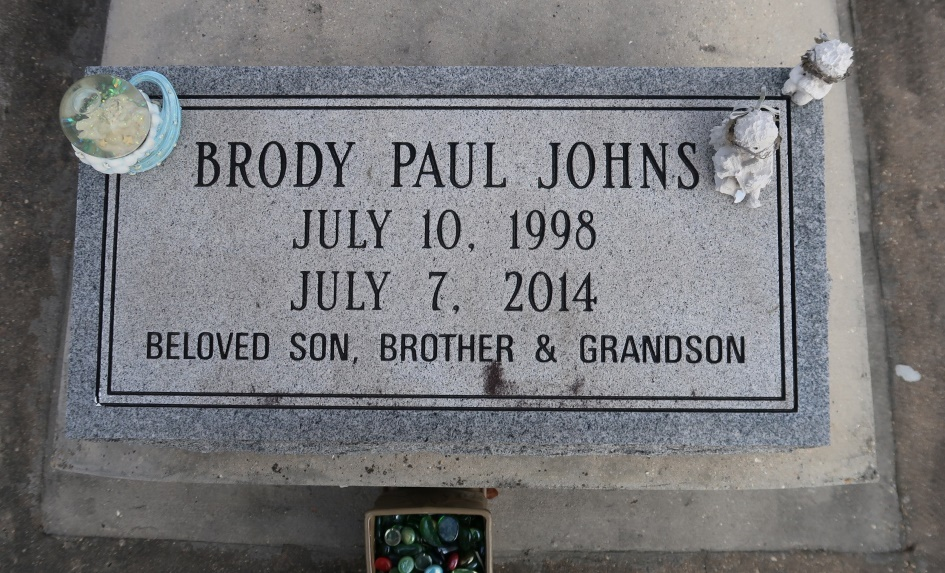 BRODY PAUL JOHNS
JULY 10, 1998
JULY 7, 2014
BELOVED SON, BROTHER & GRANDSON